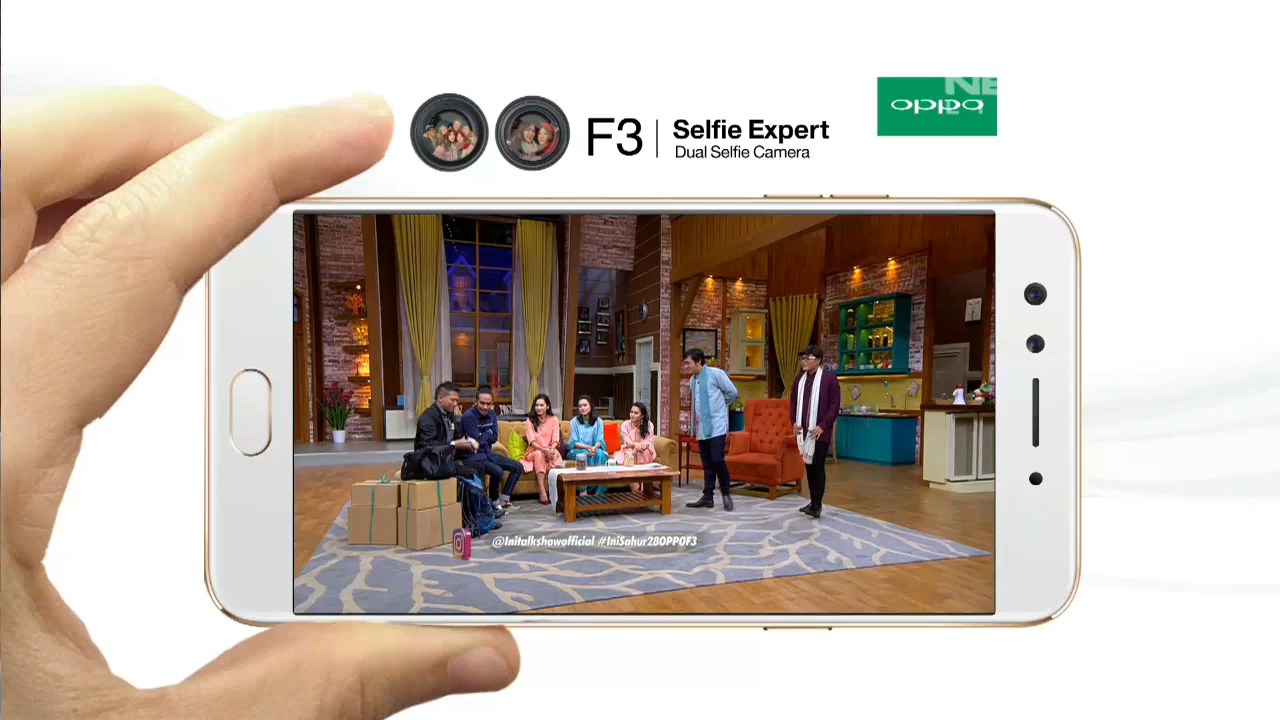 F3
Selfie Expert
Dual Selfie Camera
oppo
@Initalkshowofficial #IniSahur28OPPOF3